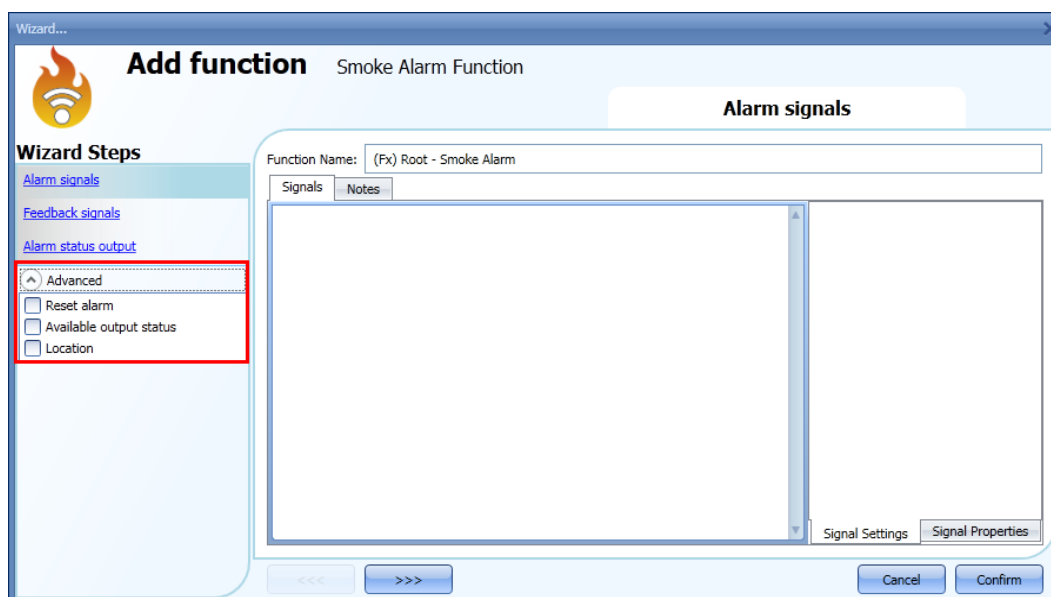 Wizard...
Add function Smoke Alarm Function
Alarm signals
Wizard Steps
Alarm signals
Feedback signals
Alarm status output
Advanced
Reset alarm
Available output status
Location
Function Name: (Fx) Root - Smoke Alarm
Signals Notes
Signal Settings Signal Properties
<<< >>> Cancel Confirm